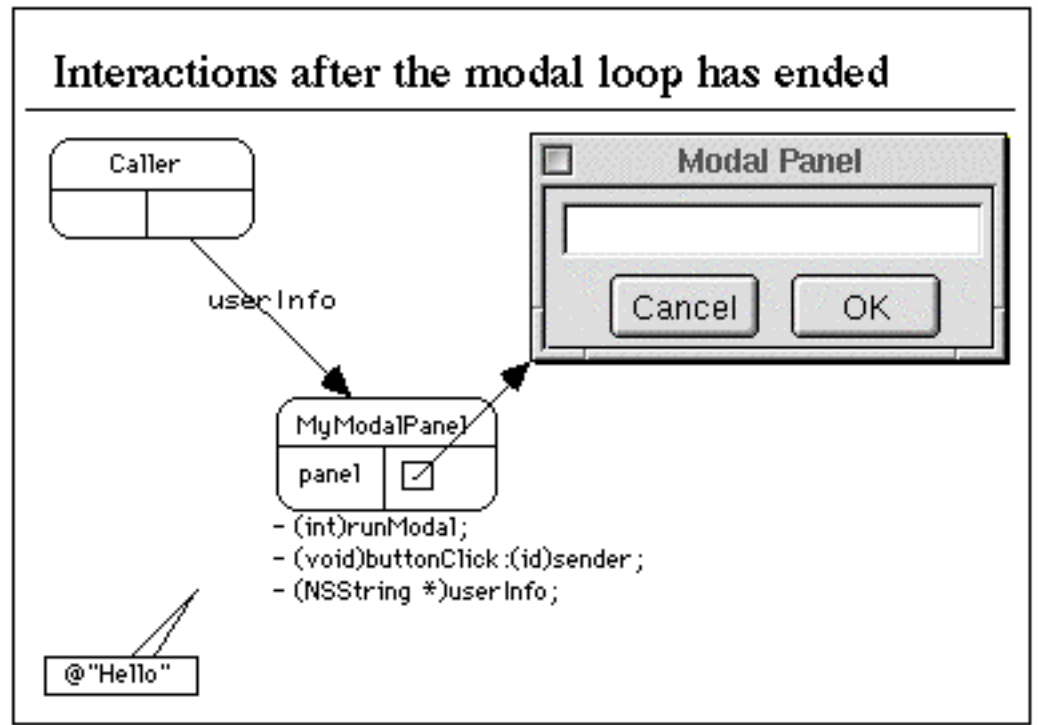 Interactions after the modal loop has ended
Caller
Modal Panel
Cancel
OK
userInfo
MyModalPanel
panel
- (int)runModal;
- (void)buttonClick:(id)sender;
- (NSString *)userInfo;
@"Hello"